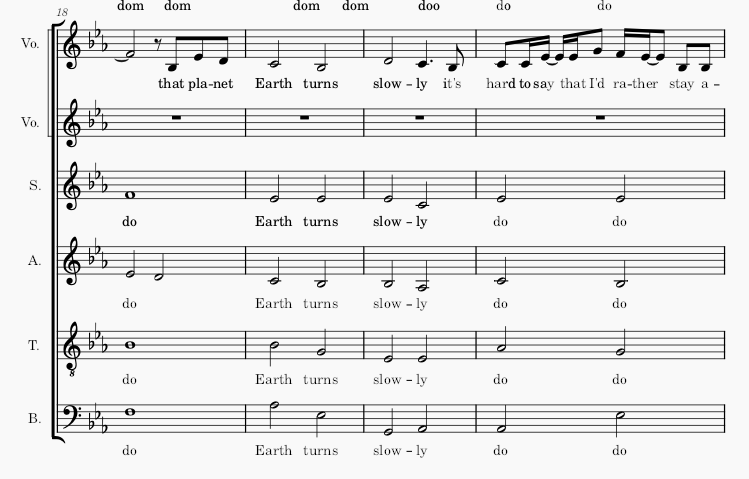 dom dom dom dom doo do do
18
Vo.
that pla-net Earth turns slow-ly it's hard to say that I'd ra-ther stay a-
Vo.
S.
do Earth turns slow-ly do do
A.
do Earth turns slow-ly do do
T.
8
do Earth turns slow-ly do do
B.
do Earth turns slow-ly do do